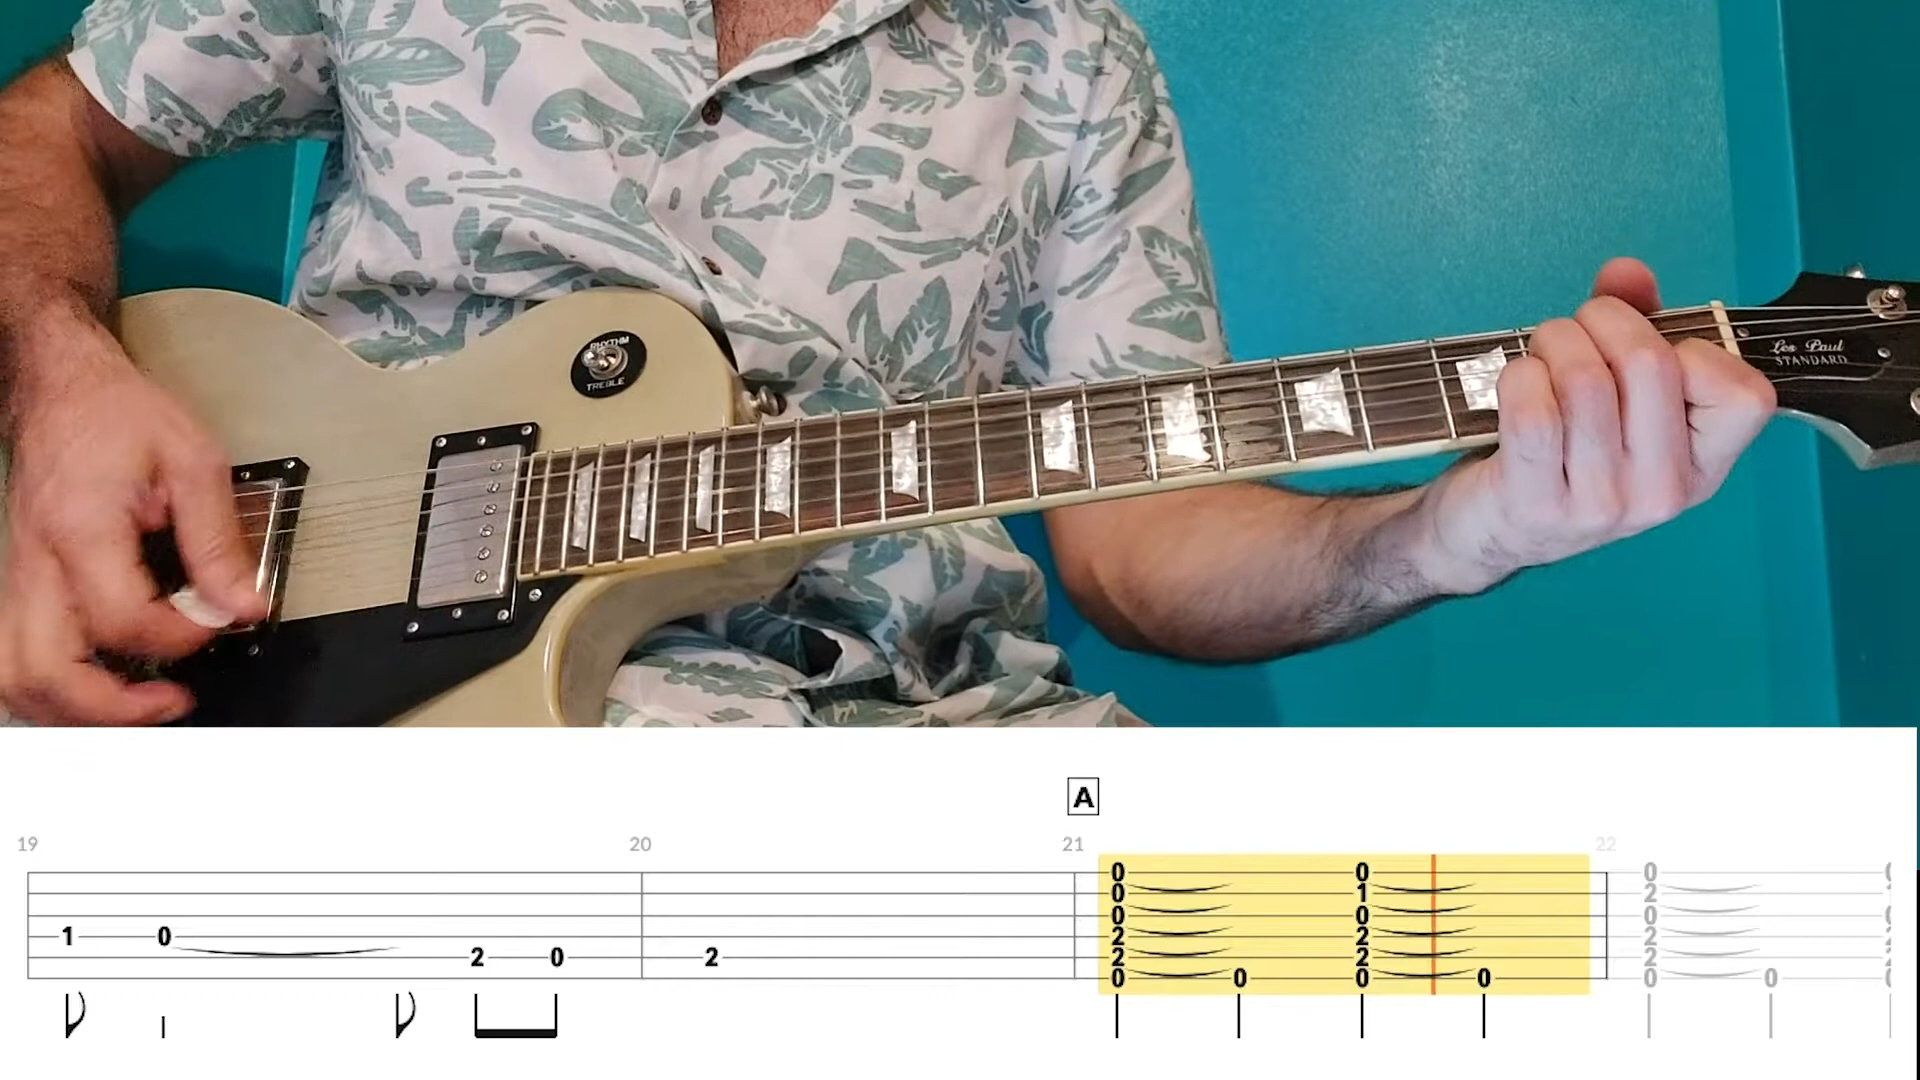 RHYTHM
TREBLE
Les Paul
STANDARD
A
19 20 21 22
0 0 0
0 1 2
0 0 0
1 0 2 2 2
2 0 2 2 2 2
0 0 0 0 0 0